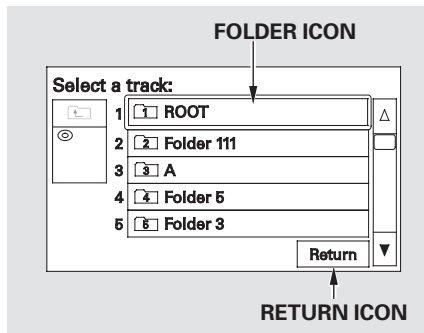 FOLDER ICON
Select a track:
1 1 ROOT
2 2 Folder 111
3 3 A
4 4 Folder 5
5 5 Folder 3
Return
RETURN ICON